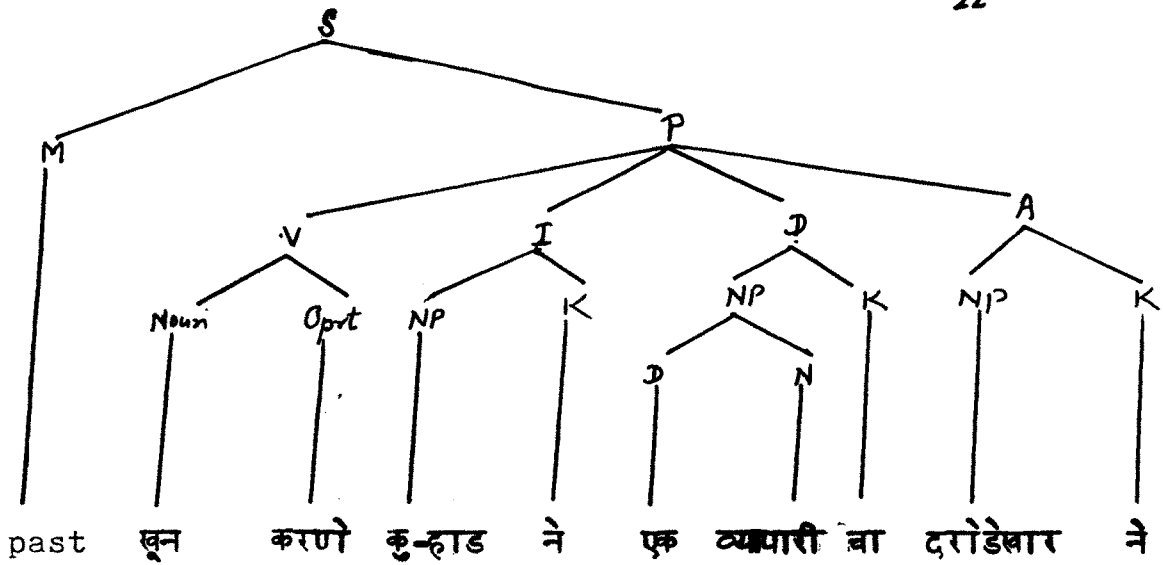 22
S
M P
V I D A
Noun Oprt NP K NP K NP K
D N
past खून करणे कु-हाड ने एक व्यापारी चा दरोडेखार ने